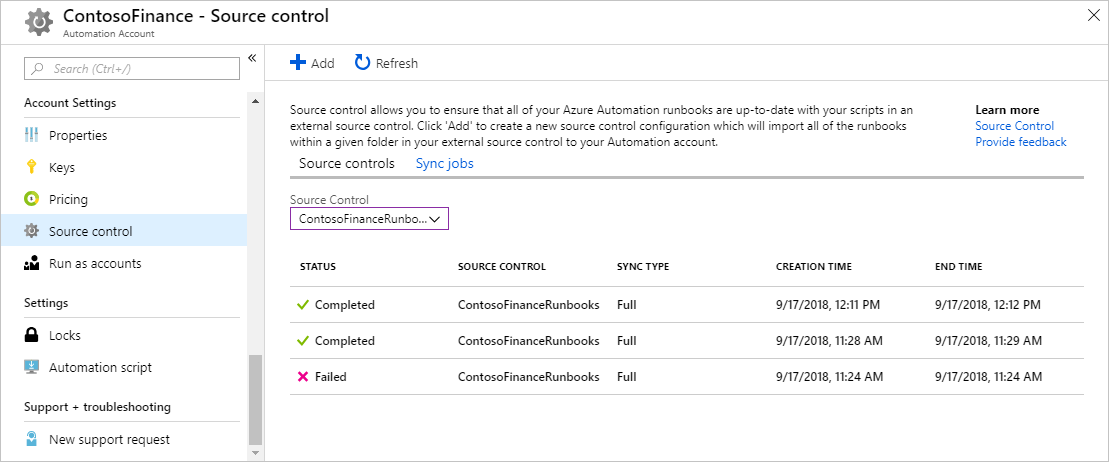 ContosoFinance - Source control
Automation Account
Search (Ctrl+/)
Account Settings
Properties
Keys
Pricing
Source control
Run as accounts
Settings
Locks
Automation script
Support + troubleshooting
New support request
Add Refresh
Source control allows you to ensure that all of your Azure Automation runbooks are up-to-date with your scripts in an
external source control. Click 'Add' to create a new source control configuration which will import all of the runbooks
within a given folder in your external source control to your Automation account.
Learn more
Source Control
Provide feedback
Source controls Sync jobs
Source Control
ContosoFinanceRunbo...
STATUS SOURCE CONTROL SYNC TYPE CREATION TIME END TIME
Completed ContosoFinanceRunbooks Full 9/17/2018, 12:11 PM 9/17/2018, 12:12 PM
Completed ContosoFinanceRunbooks Full 9/17/2018, 11:28 AM 9/17/2018, 11:29 AM
Failed ContosoFinanceRunbooks Full 9/17/2018, 11:24 AM 9/17/2018, 11:24 AM